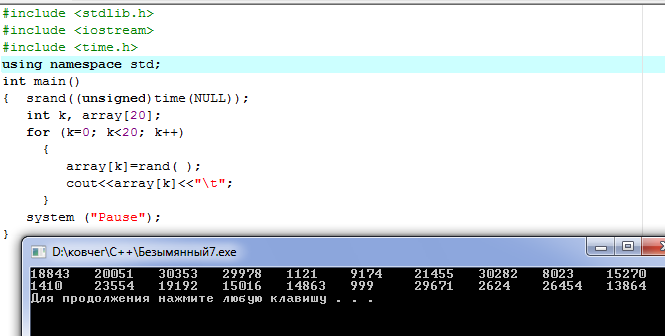 #include <stdlib.h>
#include <iostream>
#include <time.h>
using namespace std;
int main()
{ srand((unsigned)time(NULL));
int k, array[20];
for (k=0; k<20; k++)
{
array[k]=rand( );
cout<<array[k]<<"\t";
}
system ("Pause");
}
D:\ковчег\C++\Безымянный7.exe
18843 20051 30353 29978 1121 9174 21455 30282 8023 15270
1410 23554 19192 15016 14863 999 29671 2624 26454 13864
Для продолжения нажмите любую клавишу . . .